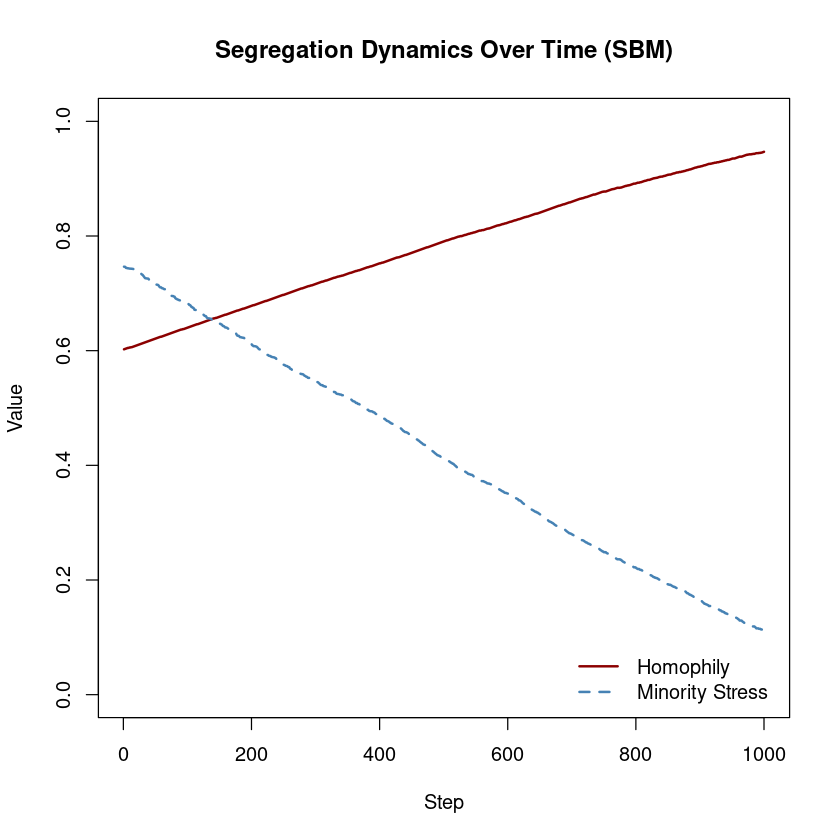 Segregation Dynamics Over Time (SBM)
1.0
0.8
0.6
0.4
0.2
0.0
Value
Homophily
Minority Stress
0 200 400 600 800 1000
Step